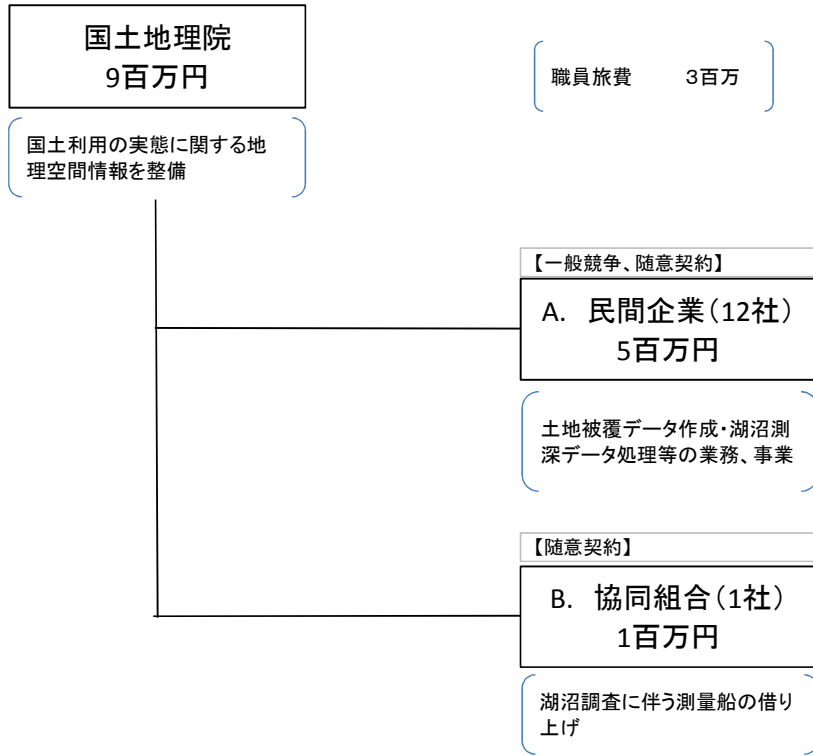 国土地理院
9百万円
職員旅費　　3百万
国土利用の実態に関する地
理空間情報を整備
【一般競争、随意契約】
A. 民間企業（12社）
5百万円
土地被覆データ作成・湖沼測
深データ処理等の業務、事業
【随意契約】
B. 協同組合（1社）
1百万円
湖沼調査に伴う測量船の借り
上げ